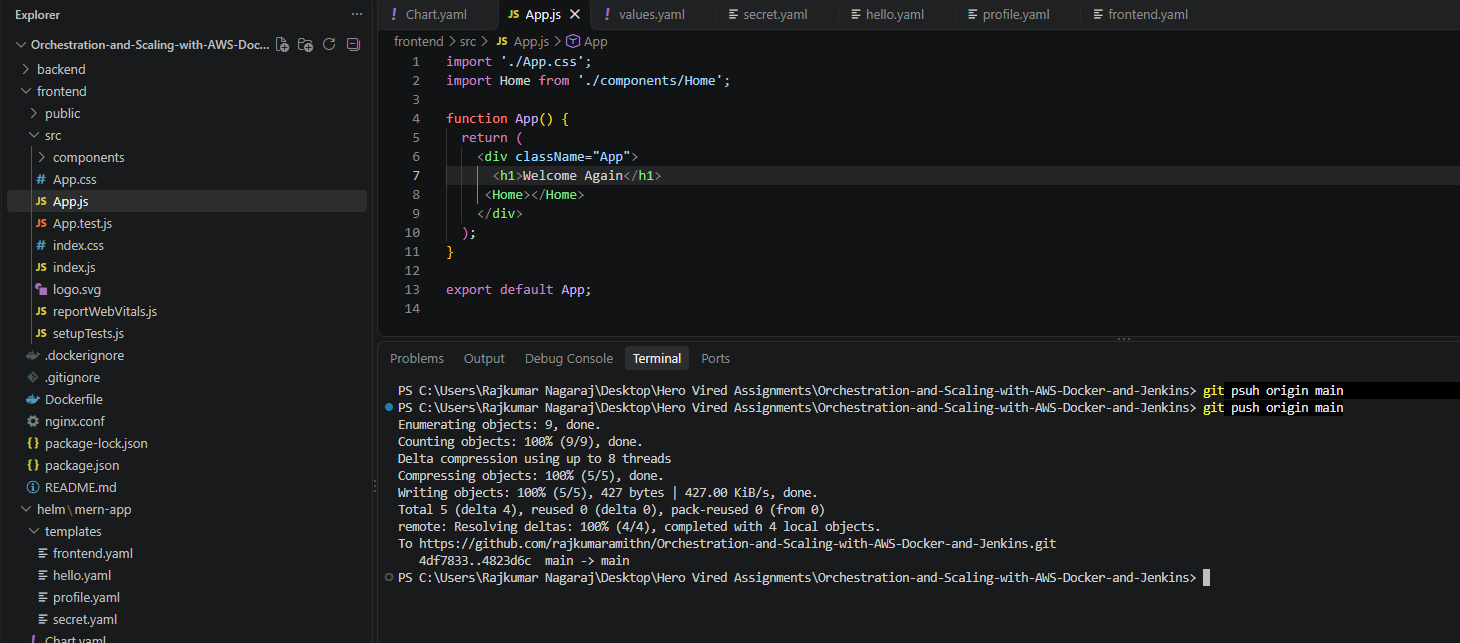 Explorer
Orchestration-and-Scaling-with-AWS-Doc...
backend
frontend
public
src
components
# App.css
JS App.js
JS App.test.js
# index.css
JS index.js
logo.svg
JS reportWebVitals.js
JS setupTests.js
.dockerignore
.gitignore
Dockerfile
nginx.conf
{} package-lock.json
{} package.json
README.md
helm\mern-app
templates
frontend.yaml
hello.yaml
profile.yaml
secret.yaml
! Chart.yaml
! Chart.yaml JS App.js ! values.yaml secret.yaml hello.yaml profile.yaml frontend.yaml
frontend > src > JS App.js > App
1 import './App.css';
2 import Home from './components/Home';
3
4 function App() {
5 return (
6 <div className="App">
7 <h1>Welcome Again</h1>
8 <Home></Home>
9 </div>
10 );
11 }
12
13 export default App;
14
Problems Output Debug Console Terminal Ports
PS C:\Users\Rajkumar Nagaraj\Desktop\Hero Vired Assignments\Orchestration-and-Scaling-with-AWS-Docker-and-Jenkins> git psuh origin main
PS C:\Users\Rajkumar Nagaraj\Desktop\Hero Vired Assignments\Orchestration-and-Scaling-with-AWS-Docker-and-Jenkins> git push origin main
Enumerating objects: 9, done.
Counting objects: 100% (9/9), done.
Delta compression using up to 8 threads
Compressing objects: 100% (5/5), done.
Writing objects: 100% (5/5), 427 bytes | 427.00 KiB/s, done.
Total 5 (delta 4), reused 0 (delta 0), pack-reused 0 (from 0)
remote: Resolving deltas: 100% (4/4), completed with 4 local objects.
To https://github.com/rajkumaramithn/Orchestration-and-Scaling-with-AWS-Docker-and-Jenkins.git
4df7833..4823d6c main -> main
PS C:\Users\Rajkumar Nagaraj\Desktop\Hero Vired Assignments\Orchestration-and-Scaling-with-AWS-Docker-and-Jenkins>